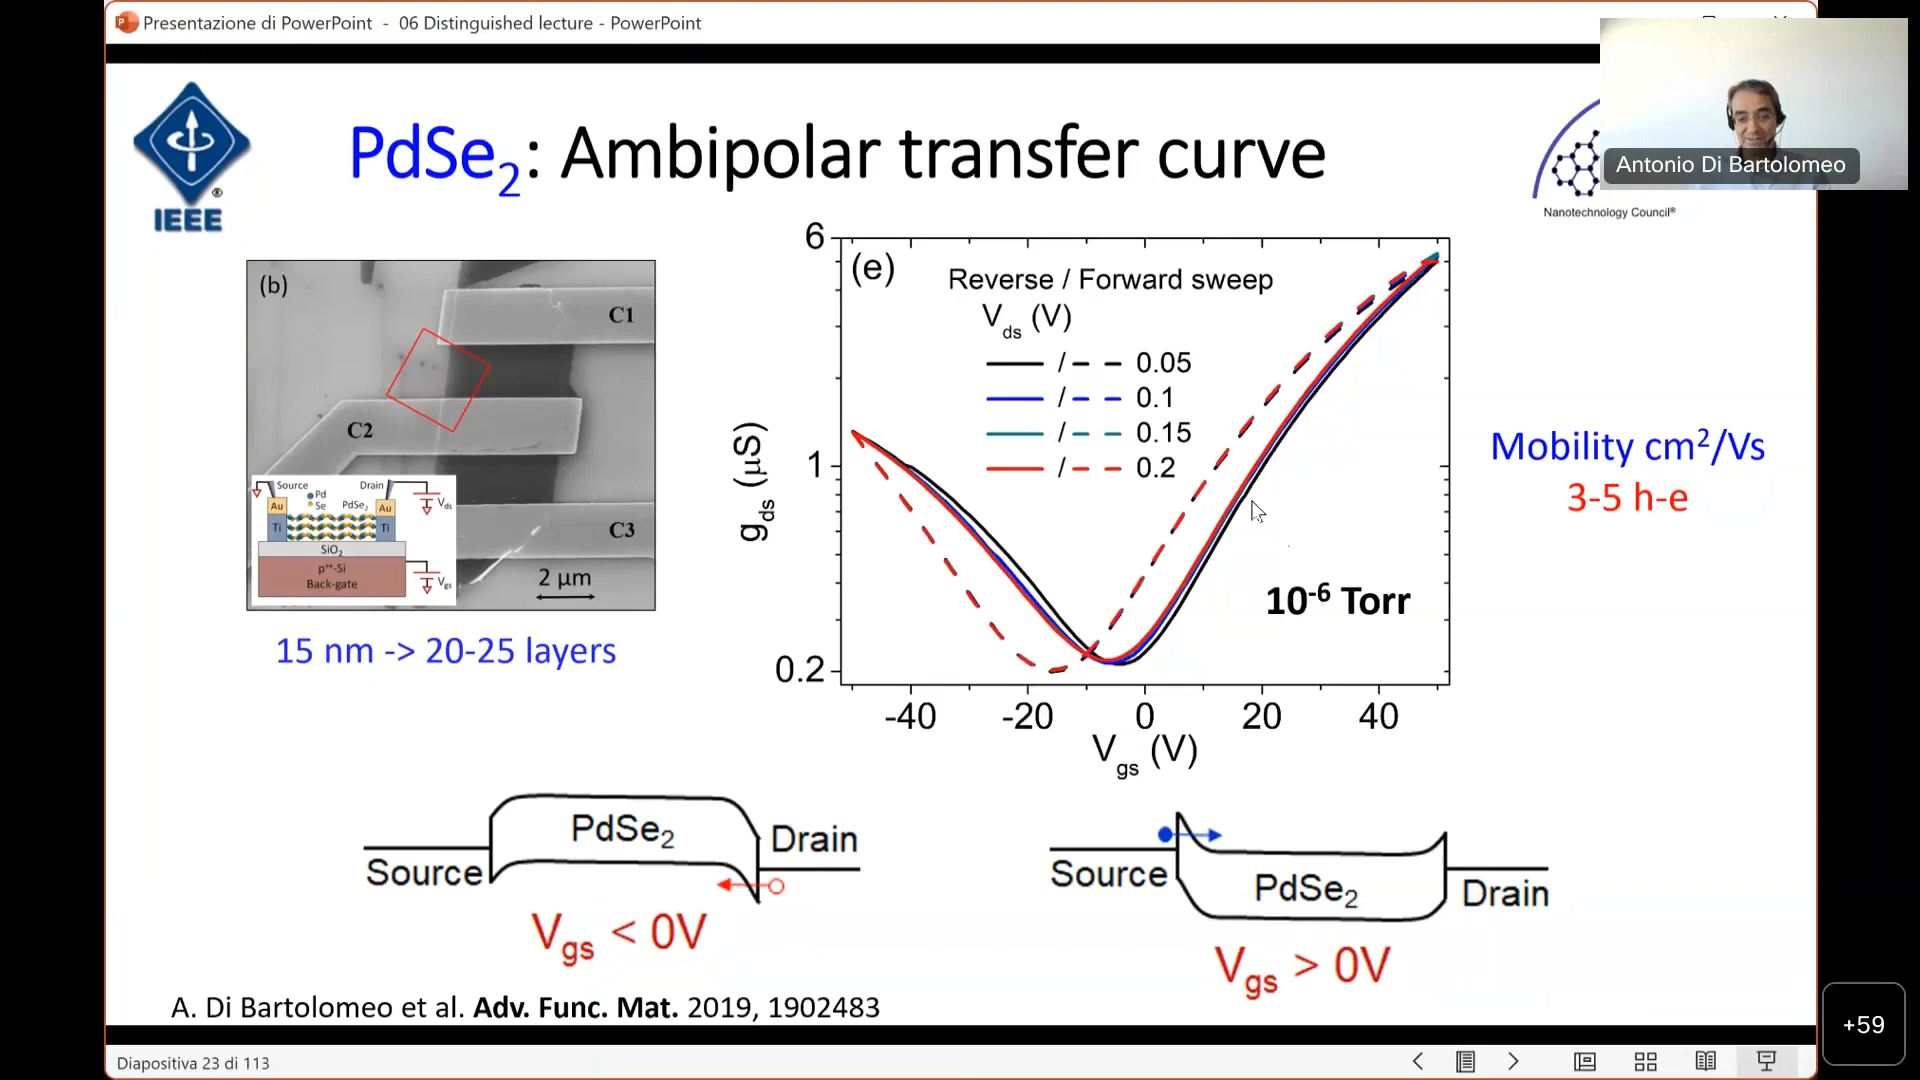 Presentazione di PowerPoint - 06 Distinguished lecture - PowerPoint
IEEE
®
PdSe2: Ambipolar transfer curve
Nanotechnology Council®
Antonio Di Bartolomeo
(b)
C1
C2
C3
2 µm
Source
Drain
Pd
Se
PdSe2
Au
Au
Ti
Ti
Vds
SiO2
p++-Si
Back-gate
Vgs
15 nm -> 20-25 layers
(e)
Reverse / Forward sweep
Vds (V)
/ 0.05
/ 0.1
/ 0.15
/ 0.2
gds (µS)
6
1
0.2
-40 -20 0 20 40
Vgs (V)
10-6 Torr
Mobility cm2/Vs
3-5 h-e
PdSe2
Source
Drain
Vgs < 0V
Source
PdSe2
Drain
Vgs > 0V
A. Di Bartolomeo et al. Adv. Func. Mat. 2019, 1902483
Diapositiva 23 di 113
+59